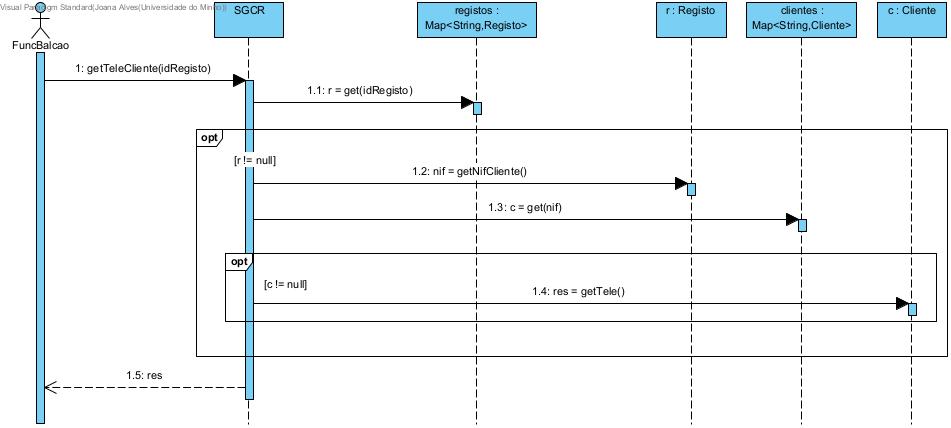 Visual Paradigm Standard(Joana Alves(Universidade do Minho))
FuncBalcao
SGCR
registos :
Map<String,Registo>
r : Registo
clientes :
Map<String,Cliente>
c : Cliente
1: getTeleCliente(idRegisto)
1.1: r = get(idRegisto)
opt
[r != null]
1.2: nif = getNifCliente()
1.3: c = get(nif)
opt
[c != null]
1.4: res = getTele()
1.5: res